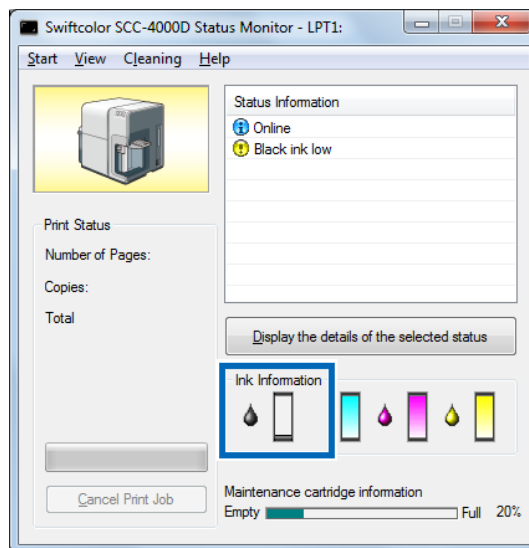 Swiftcolor SCC-4000D Status Monitor - LPT1:
Start View Cleaning Help
Status Information
Online
Black ink low
Print Status
Number of Pages:
Copies:
Total
Display the details of the selected status
Ink Information
Cancel Print Job
Maintenance cartridge information
Empty Full 20%